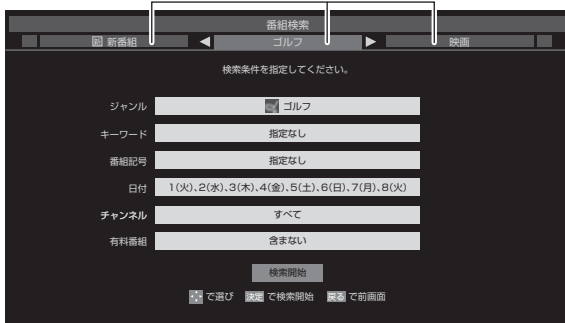 番組検索
新 新番組 ◀ ゴルフ ▶ 映画
検索条件を指定してください。
ジャンル ゴルフ
キーワード 指定なし
番組記号 指定なし
日付 1(火)、2(水)、3(木)、4(金)、5(土)、6(日)、7(月)、8(火)
チャンネル すべて
有料番組 含まない
検索開始
で選び 決定 で検索開始 戻る で前画面